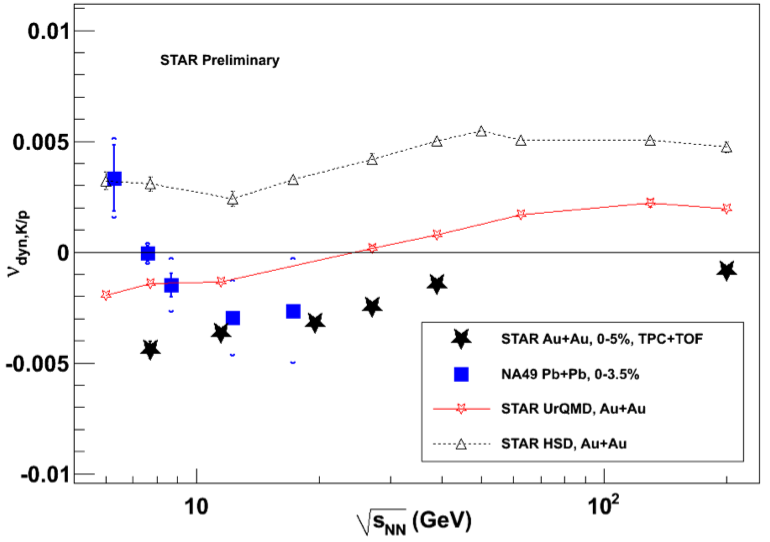 0.01
STAR Preliminary
0.005
0
-0.005
-0.01
ν_dyn,K/p
10
10²
√s_NN (GeV)
STAR Au+Au, 0-5%, TPC+TOF
NA49 Pb+Pb, 0-3.5%
STAR UrQMD, Au+Au
STAR HSD, Au+Au